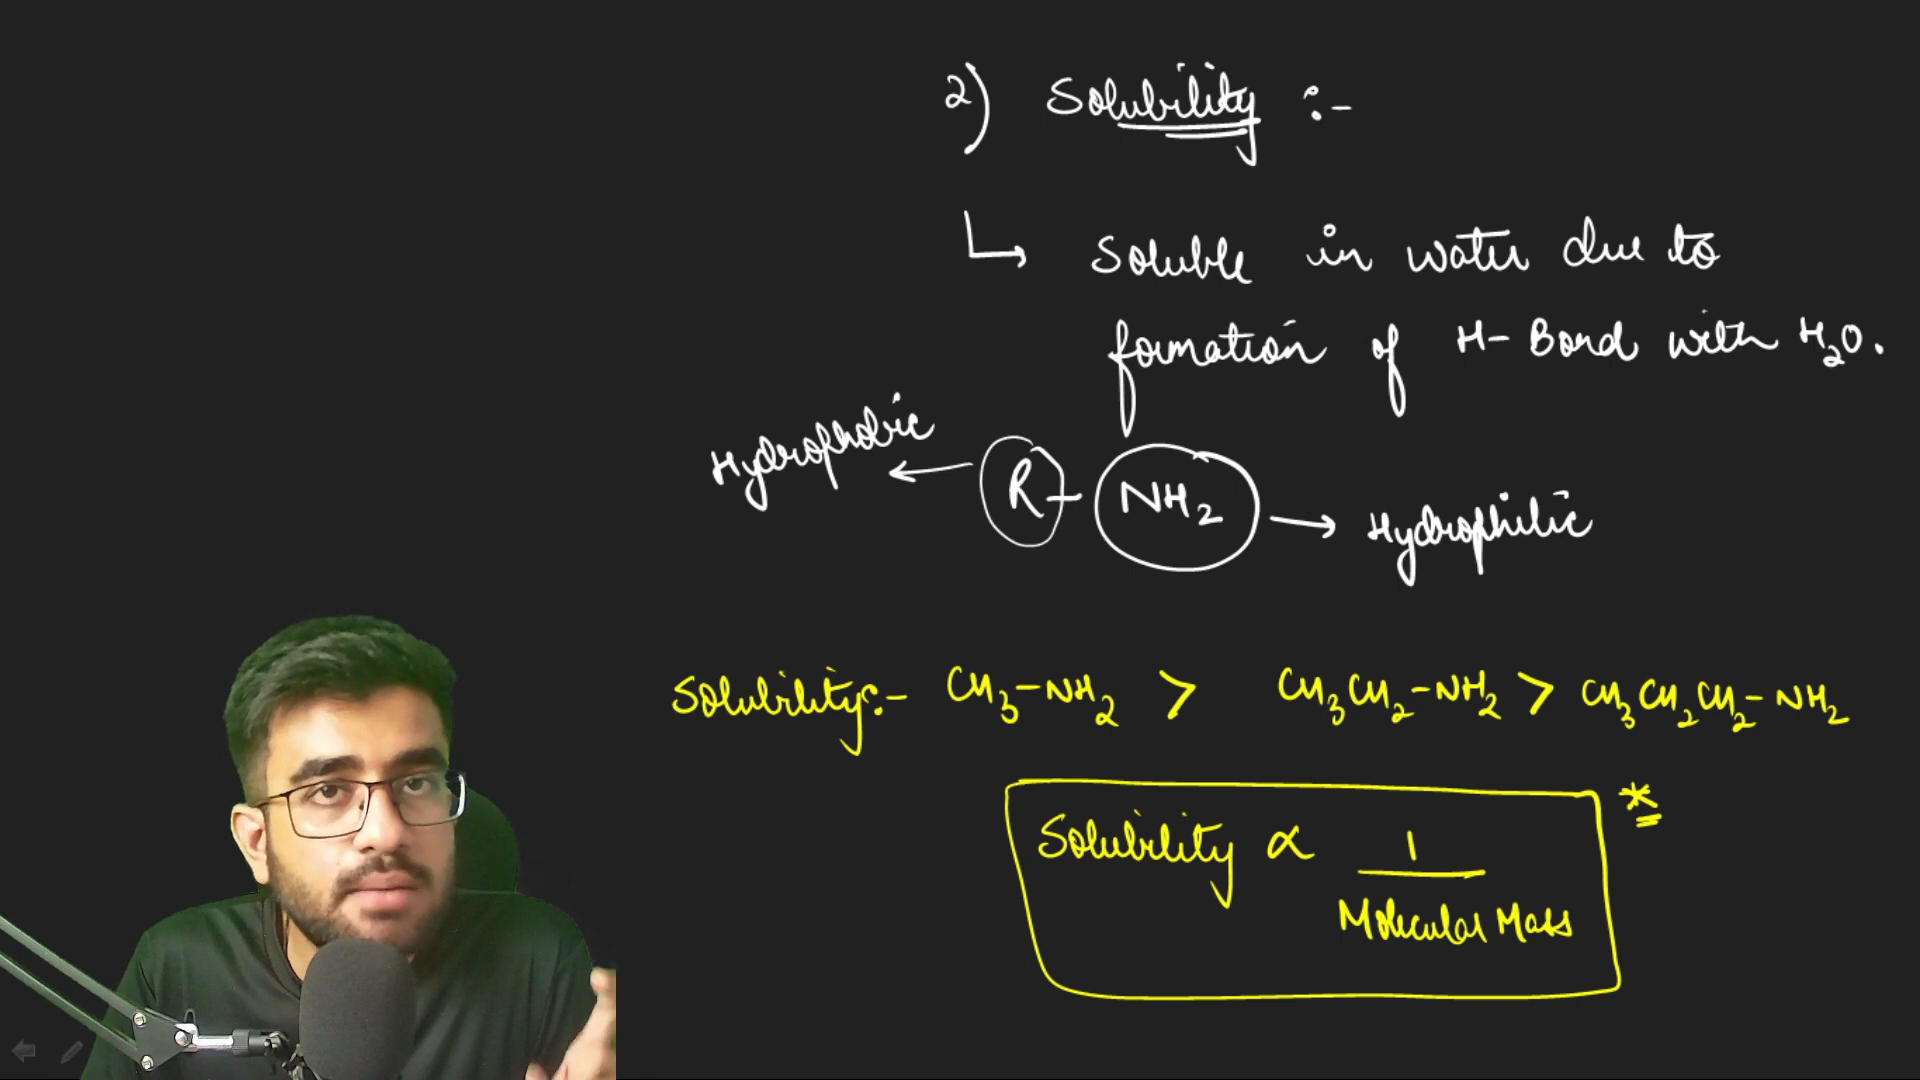 2) Solubility :-
↳ Soluble in water due to
formation of H- Bond with H₂O.
Hydrophobic ← R - NH₂ → Hydrophilic
Solubility:- CH₃-NH₂ > CH₃CH₂-NH₂ > CH₃CH₂CH₂-NH₂
Solubility ∝ 1
Molecular Mass
*